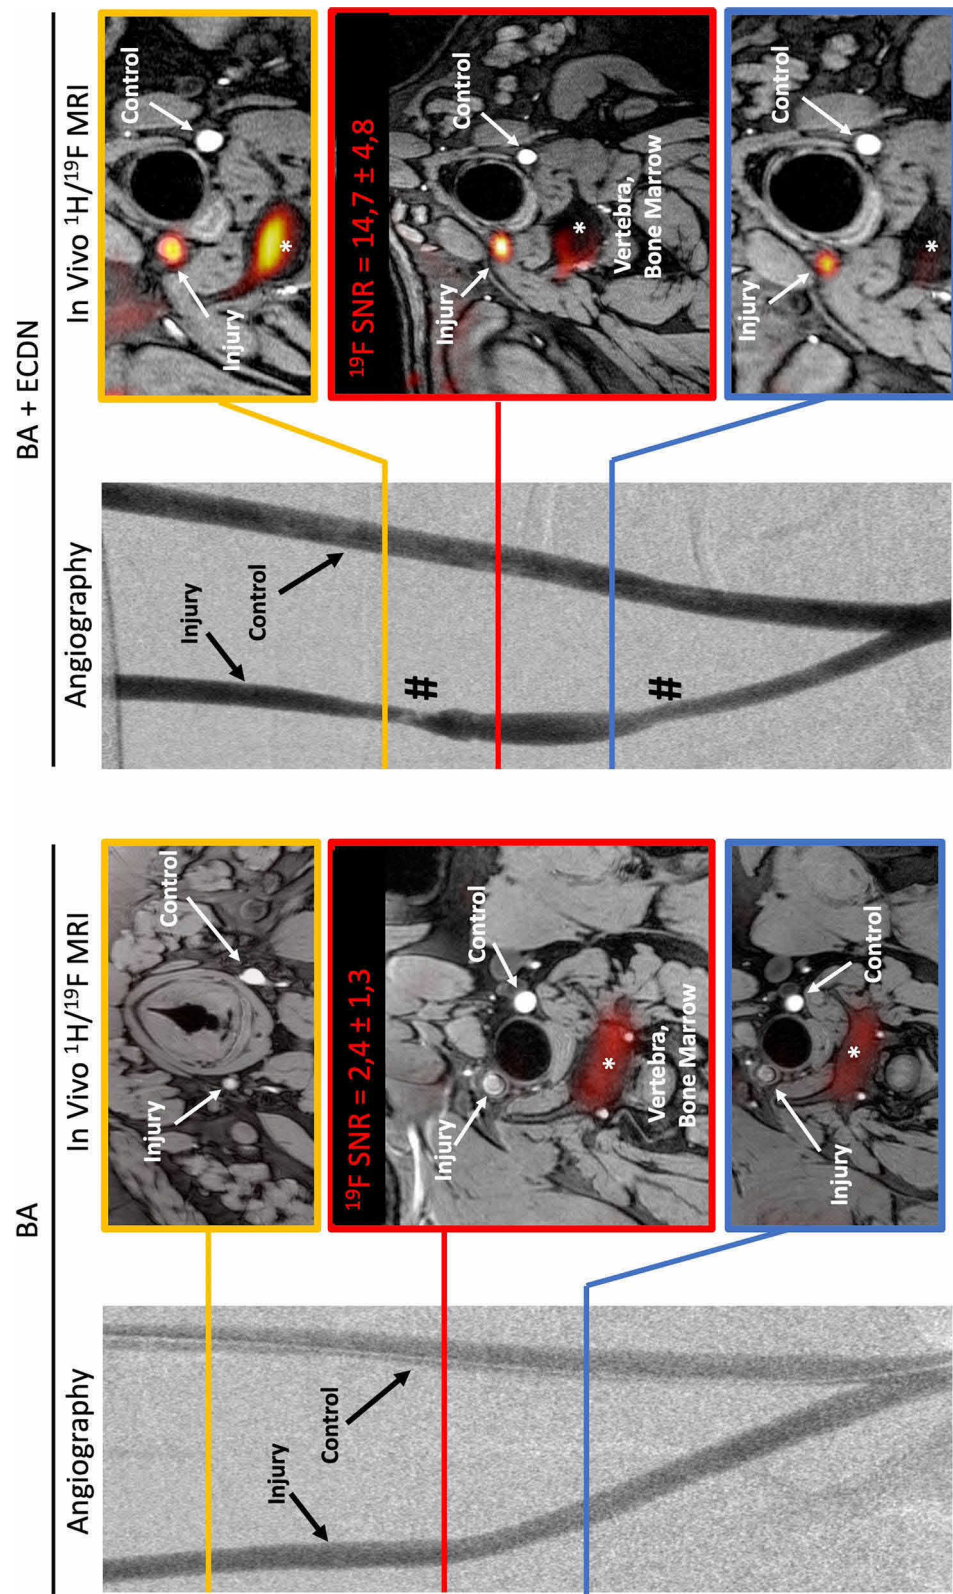 BA
Angiography
In Vivo ¹H/¹⁹F MRI
Injury
Control
Injury
Control
¹⁹F SNR = 2,4 ± 1,3
Injury
Control
*
Vertebra,
Bone Marrow
Injury
Control
*
BA + ECDN
Angiography
In Vivo ¹H/¹⁹F MRI
Injury
Control
#
#
Injury
Control
*
¹⁹F SNR = 14,7 ± 4,8
Injury
Control
*
Vertebra,
Bone Marrow
Injury
Control
*